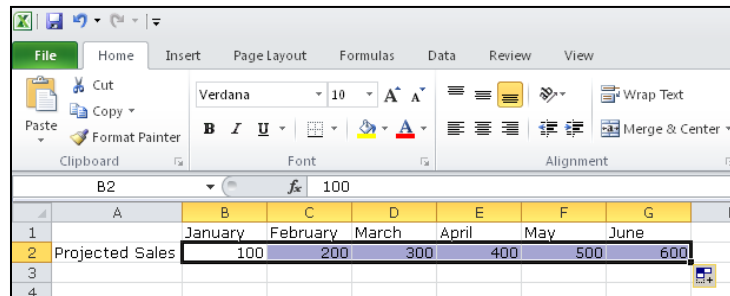 File Home Insert Page Layout Formulas Data Review View
Cut
Copy
Format Painter
Paste
Verdana 10 A A
Wrap Text
B I U A
Merge & Center
Clipboard Font Alignment
B2 fx 100
A B C D E F G
1 January February March April May June
2 Projected Sales 100 200 300 400 500 600
3
4